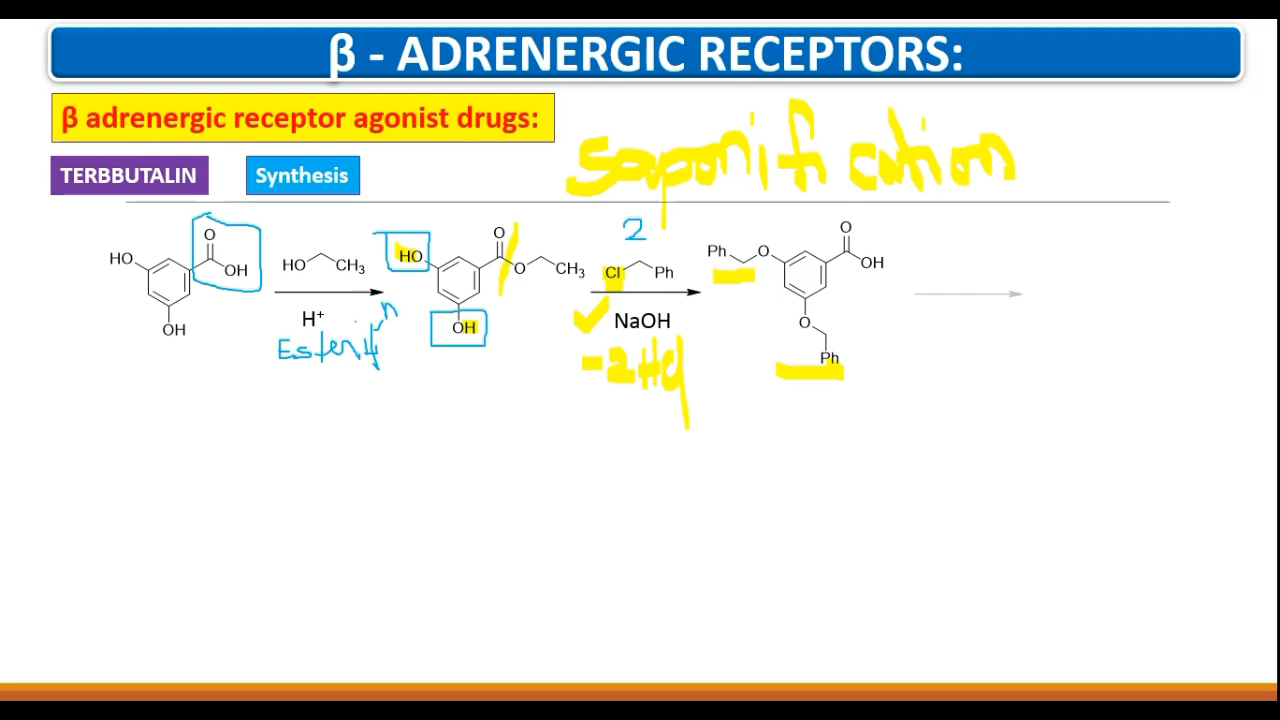 β - ADRENERGIC RECEPTORS:
β adrenergic receptor agonist drugs:
saponification
TERBBUTALIN
Synthesis
HO O OH OH
HO CH3
H+
Esterifn
HO O O CH3 OH
2
Cl Ph
NaOH
-2HCl
Ph O O OH O Ph